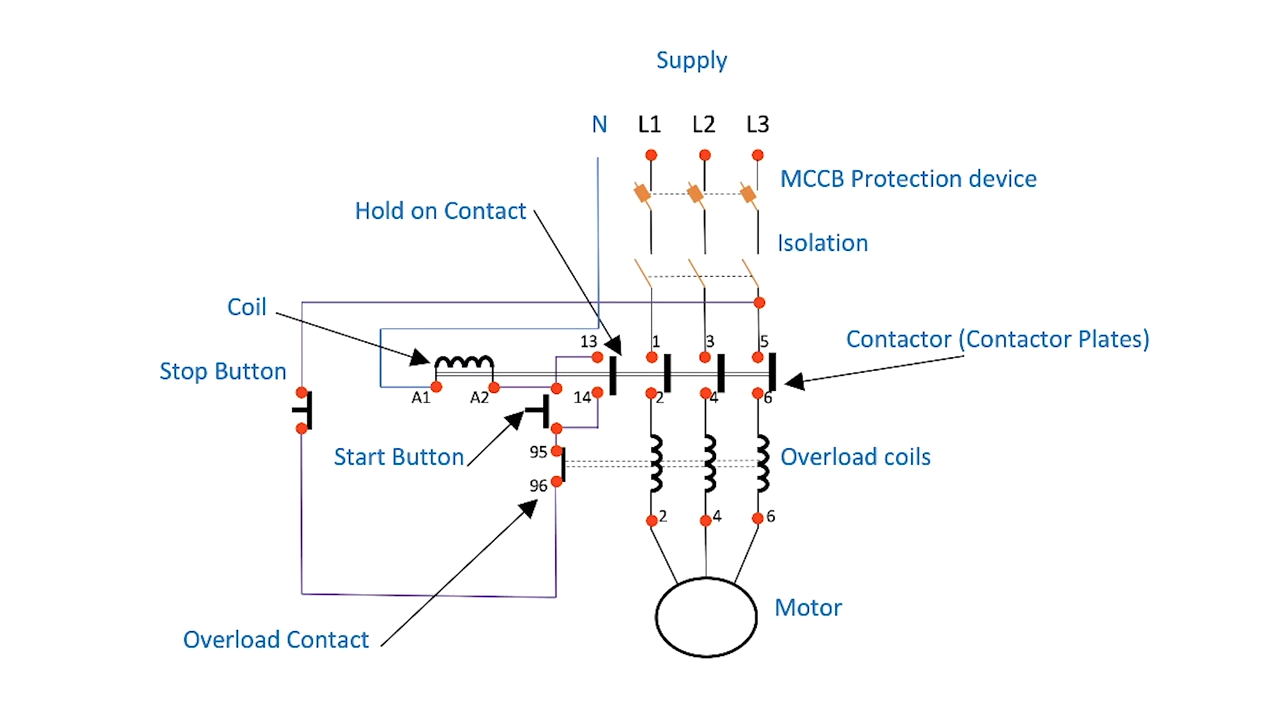 Supply
N L1 L2 L3
MCCB Protection device
Hold on Contact
Isolation
Coil
13 1 3 5
Contactor (Contactor Plates)
Stop Button
A1 A2 14 2 4 6
Start Button
95
Overload coils
96
2 4 6
Motor
Overload Contact